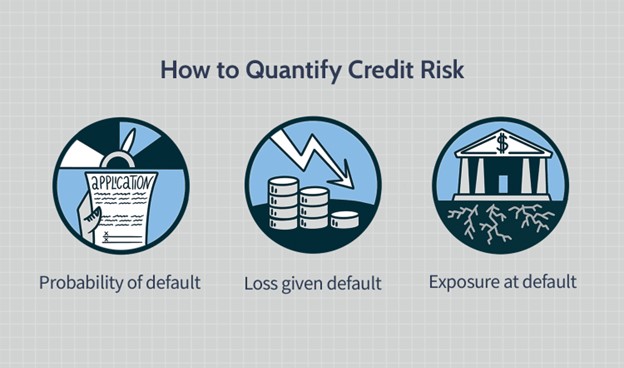 How to Quantify Credit Risk
APPLICATION
$
Probability of default
Loss given default
Exposure at default